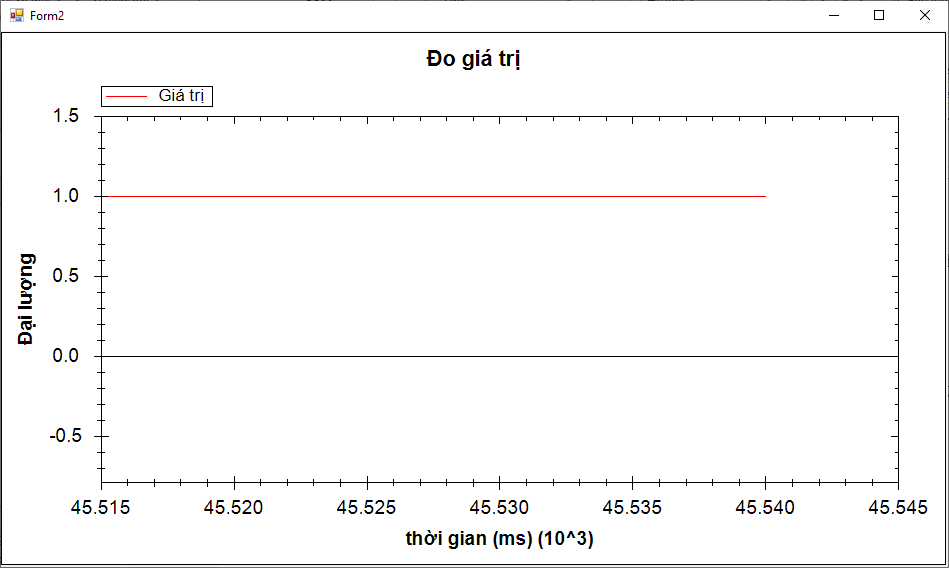 Form2
Đo giá trị
Giá trị
1.5
1.0
0.5
0.0
-0.5
Đại lượng
45.515 45.520 45.525 45.530 45.535 45.540 45.545
thời gian (ms) (10^3)